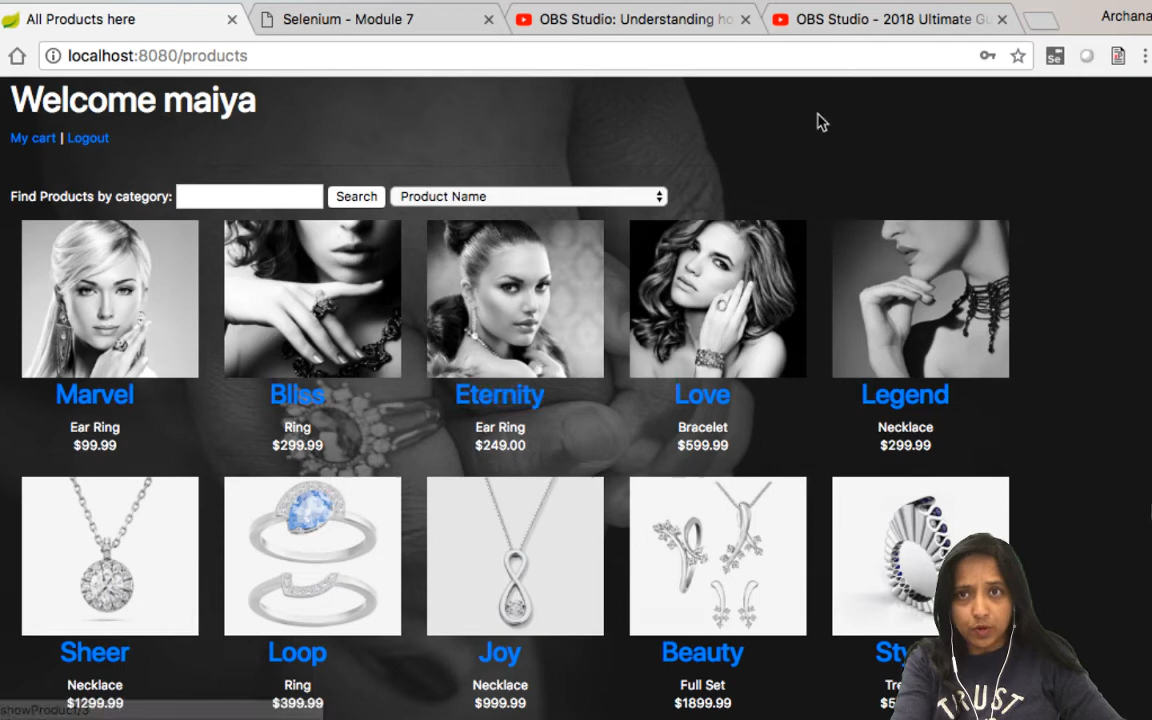 All Products here
Selenium - Module 7
OBS Studio: Understanding ho
OBS Studio - 2018 Ultimate Gu
Archana
localhost:8080/products
Se
Welcome maiya
My cart | Logout
Find Products by category:
Search
Product Name
Marvel
Bliss
Eternity
Love
Legend
Ear Ring
Ring
Ear Ring
Bracelet
Necklace
$99.99
$299.99
$249.00
$599.99
$299.99
Sheer
Loop
Joy
Beauty
Necklace
Ring
Necklace
Full Set
$1299.99
$399.99
$999.99
$1899.99
TRUST